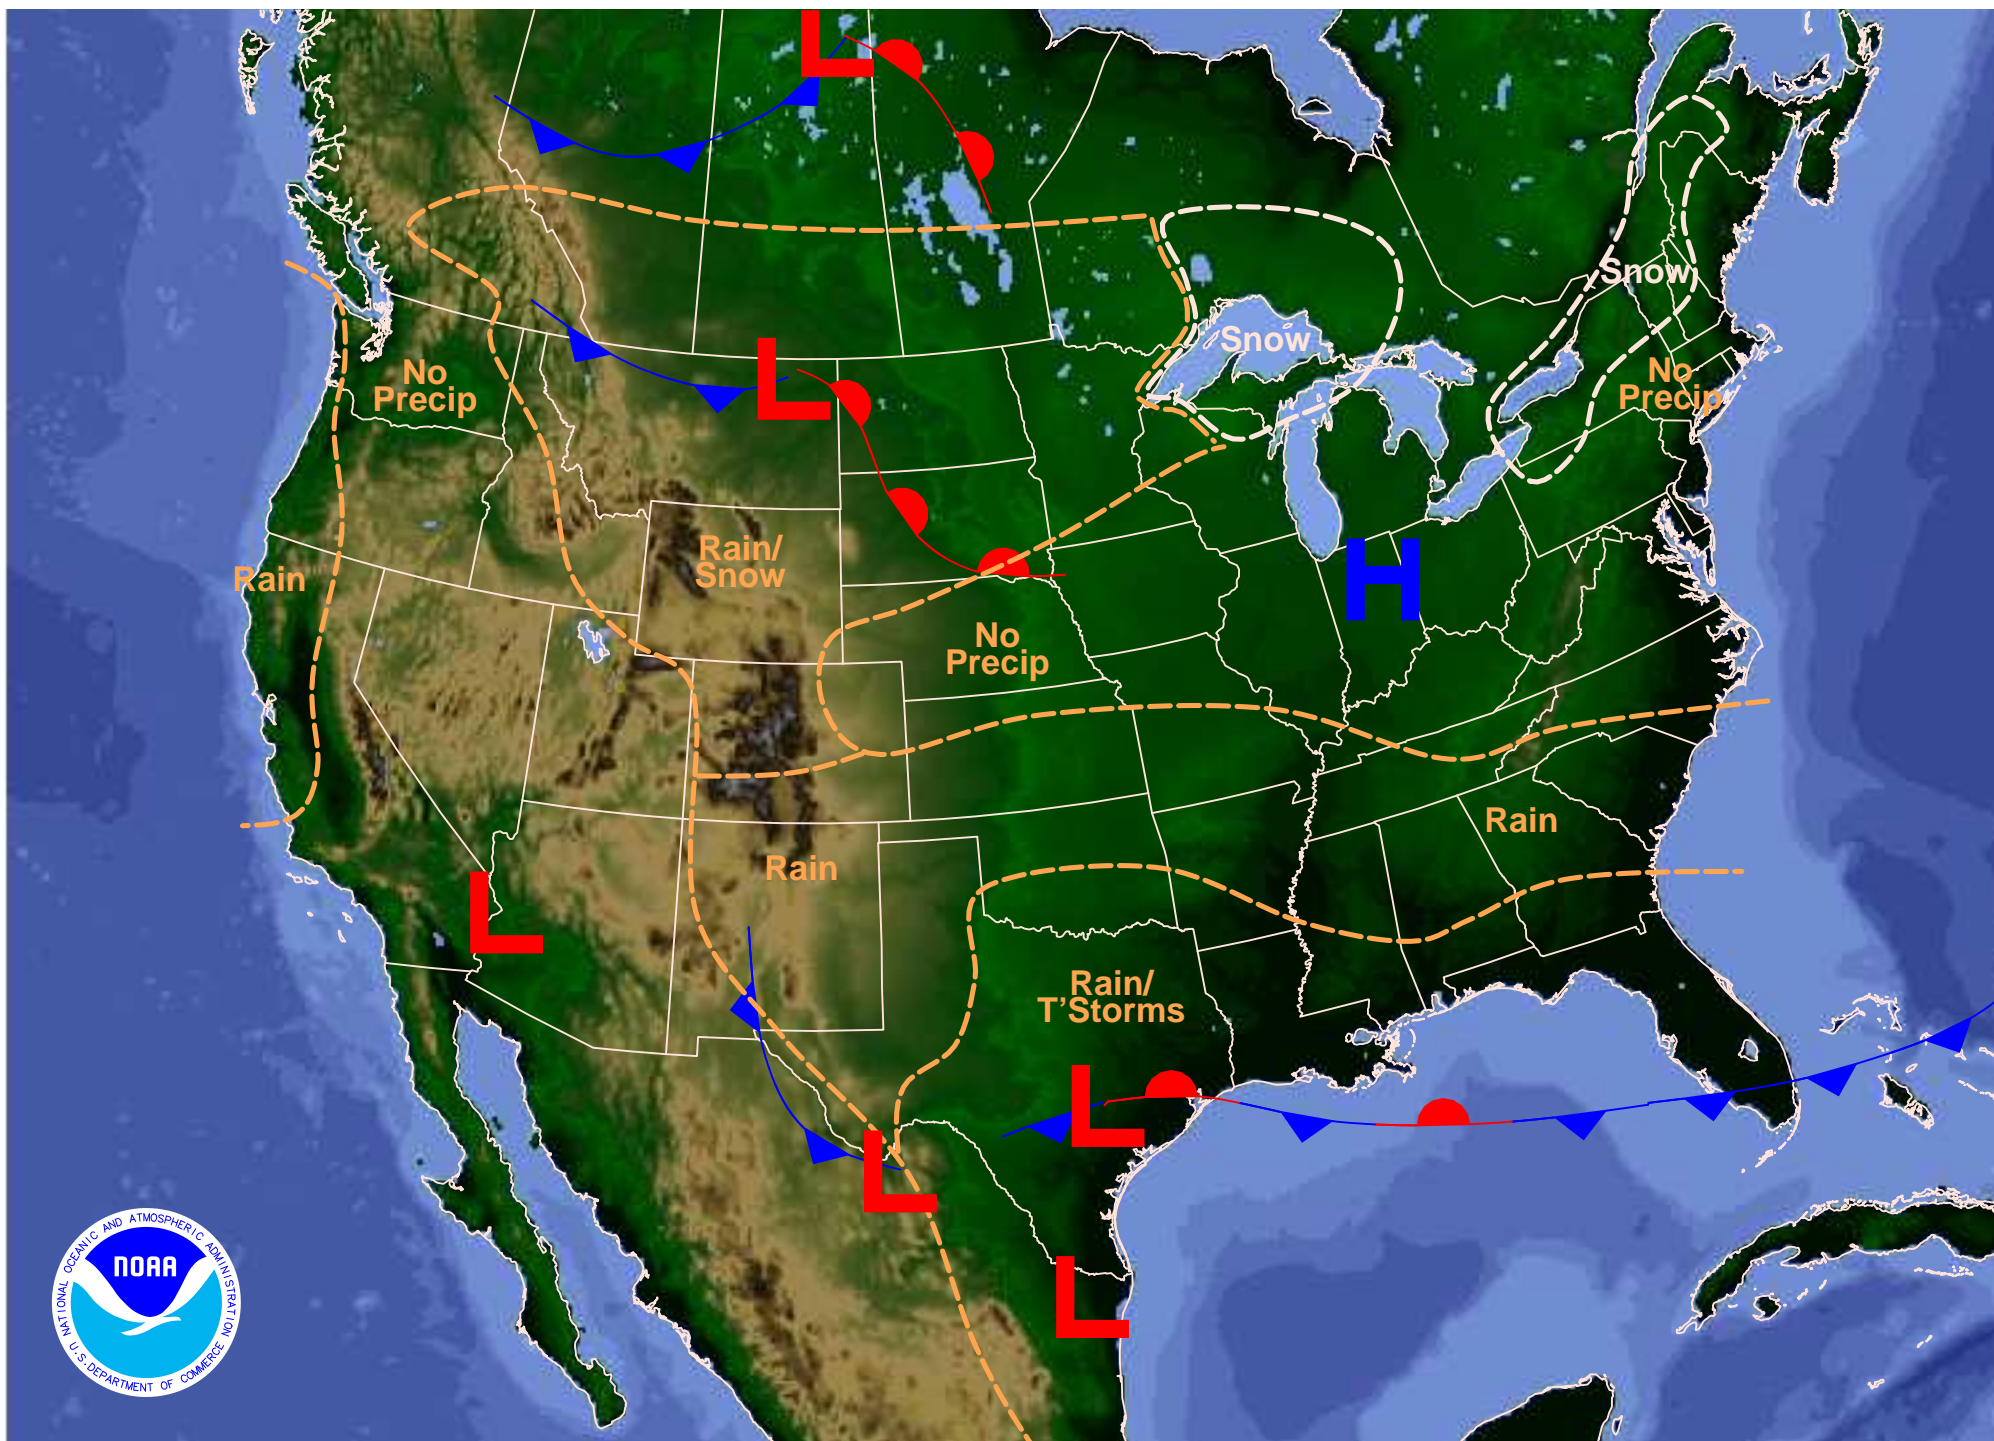 L
L
Snow
Snow
No
Precip
No
Precip
Rain/
Snow
Rain
H
No
Precip
Rain
Rain
L
Rain/
T'Storms
L
L
L
NATIONAL OCEANIC AND ATMOSPHERIC ADMINISTRATION
NOAA
U.S. DEPARTMENT OF COMMERCE